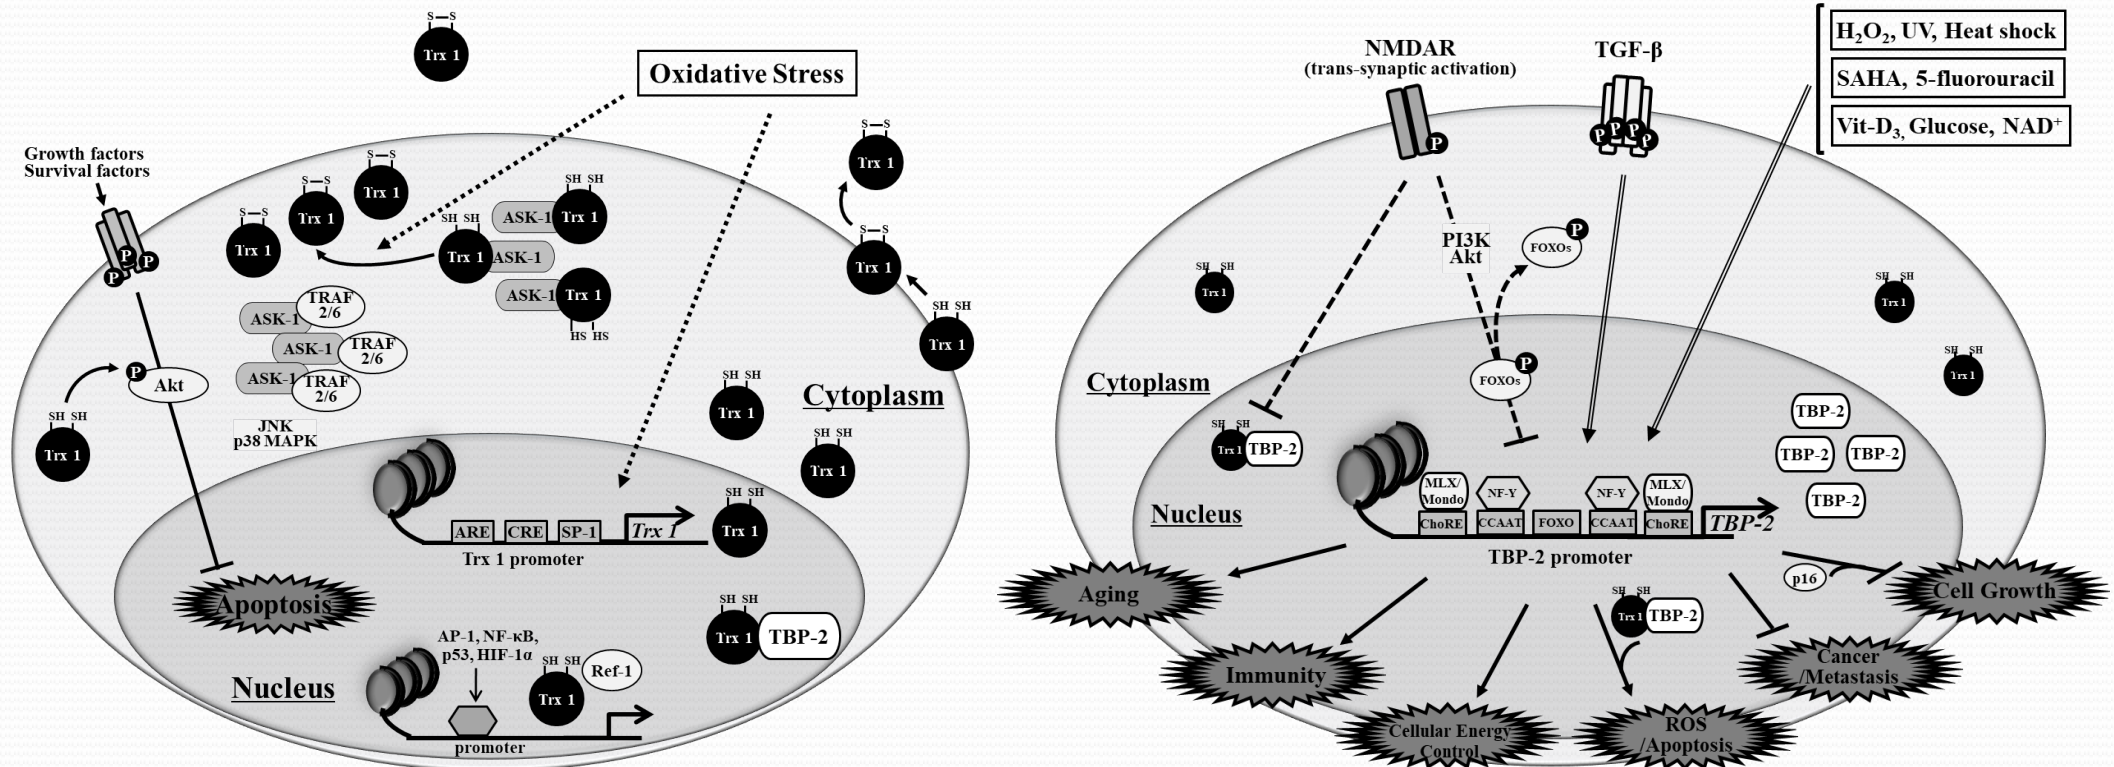 S—S
Trx 1
Oxidative Stress
Growth factors
Survival factors
P
P
P
S—S
Trx 1
S—S
Trx 1
S—S
Trx 1
SH SH
Trx 1
ASK-1
SH SH
Trx 1
ASK-1
ASK-1
Trx 1
HS HS
S—S
Trx 1
S—S
Trx 1
SH SH
Trx 1
ASK-1
TRAF
2/6
ASK-1
TRAF
2/6
ASK-1
TRAF
2/6
JNK
p38 MAPK
P
Akt
SH SH
Trx 1
Cytoplasm
SH SH
Trx 1
SH SH
Trx 1
ARE
CRE
SP-1
Trx 1
Trx 1 promoter
SH SH
Trx 1
Apoptosis
SH SH
Trx 1
TBP-2
AP-1, NF-κB,
p53, HIF-1α
SH SH
Trx 1
Ref-1
Nucleus
promoter
NMDAR
(trans-synaptic activation)
P
TGF-β
P
P
P
P
H2O2, UV, Heat shock
SAHA, 5-fluorouracil
Vit-D3, Glucose, NAD+
PI3K
Akt
FOXOs
P
FOXOs
P
SH SH
Trx 1
SH SH
Trx 1
SH SH
Trx 1
Cytoplasm
SH SH
Trx 1
TBP-2
TBP-2
TBP-2
TBP-2
TBP-2
Nucleus
MLX/
Mondo
NF-Y
NF-Y
MLX/
Mondo
ChoRE
CCAAT
FOXO
CCAAT
ChoRE
TBP-2
TBP-2 promoter
SH SH
Trx 1
TBP-2
p16
Aging
Immunity
Cellular Energy
Control
ROS
/Apoptosis
Cancer
/Metastasis
Cell Growth